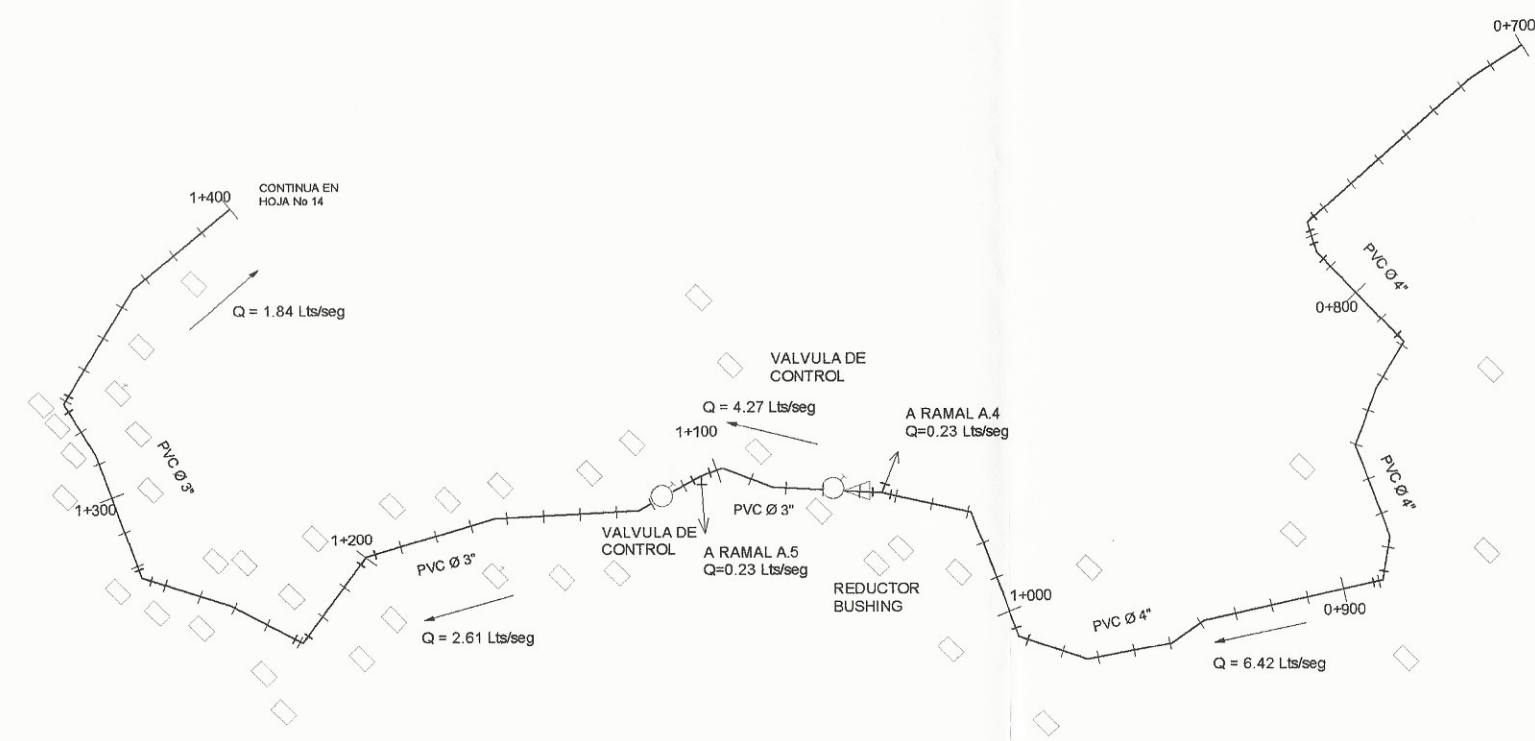 0+700
1+400
CONTINUA EN
HOJA No 14
Q = 1.84 Lts/seg
PVC Ø 4"
0+800
VALVULA DE
CONTROL
Q = 4.27 Lts/seg
A RAMAL A.4
Q=0.23 Lts/seg
1+100
PVC Ø 3"
PVC Ø 4"
1+300
PVC Ø 3"
1+200
VALVULA DE
CONTROL
A RAMAL A.5
Q=0.23 Lts/seg
PVC Ø 3"
REDUCTOR
BUSHING
1+000
0+900
PVC Ø 4"
Q = 2.61 Lts/seg
Q = 6.42 Lts/seg